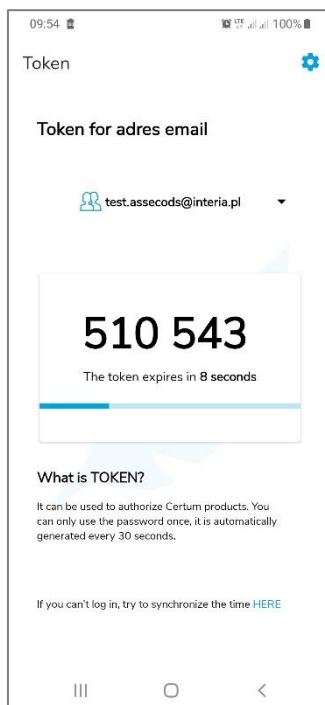 09:54 LTE 100%
Token
Token for adres email
test.assecods@interia.pl
510 543
The token expires in 8 seconds
What is TOKEN?
It can be used to authorize Certum products. You
can only use the password once, it is automatically
generated every 30 seconds.
If you can't log in, try to synchronize the time HERE